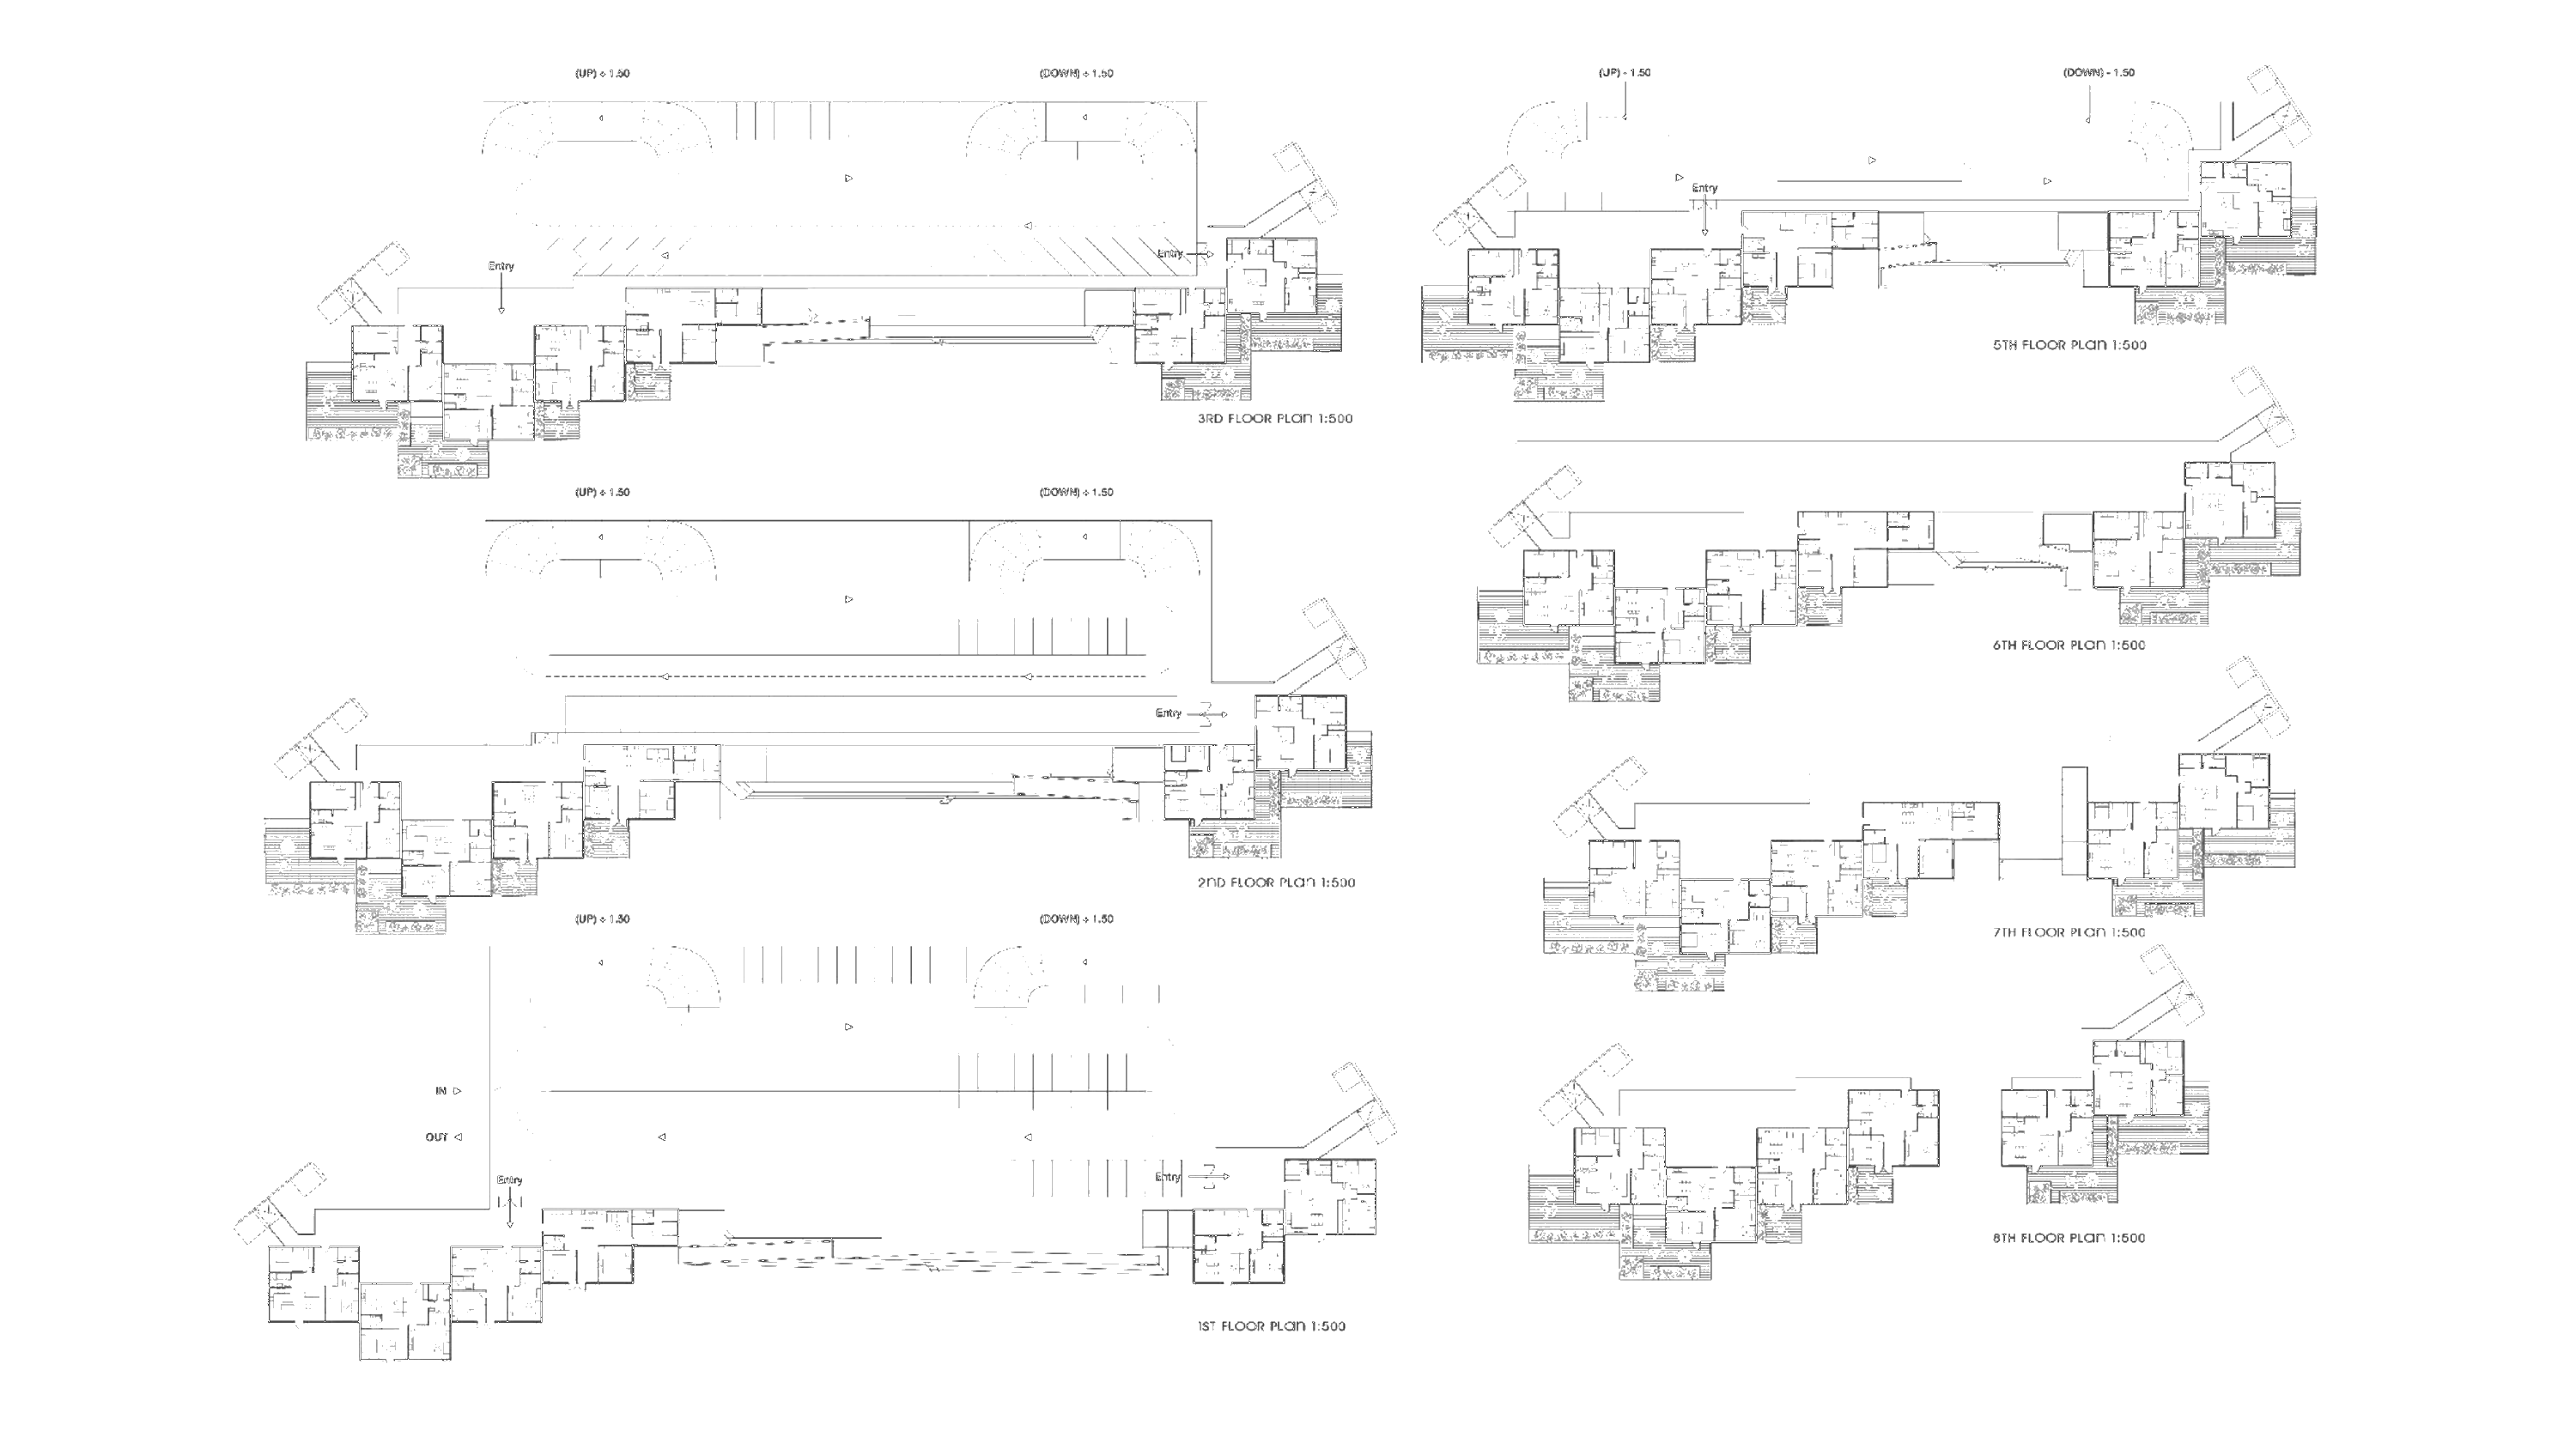 (UP) + 1.50
(DOWN) + 1.50
Entry
Entry
3RD FLOOR PLAN 1:500
(UP) + 1.50
(DOWN) + 1.50
Entry
2ND FLOOR PLAN 1:500
(UP) + 1.50
(DOWN) + 1.50
IN
OUT
Entry
Entry
1ST FLOOR PLAN 1:500
(UP) - 1.50
(DOWN) - 1.50
Entry
5TH FLOOR PLAN 1:500
6TH FLOOR PLAN 1:500
7TH FLOOR PLAN 1:500
8TH FLOOR PLAN 1:500